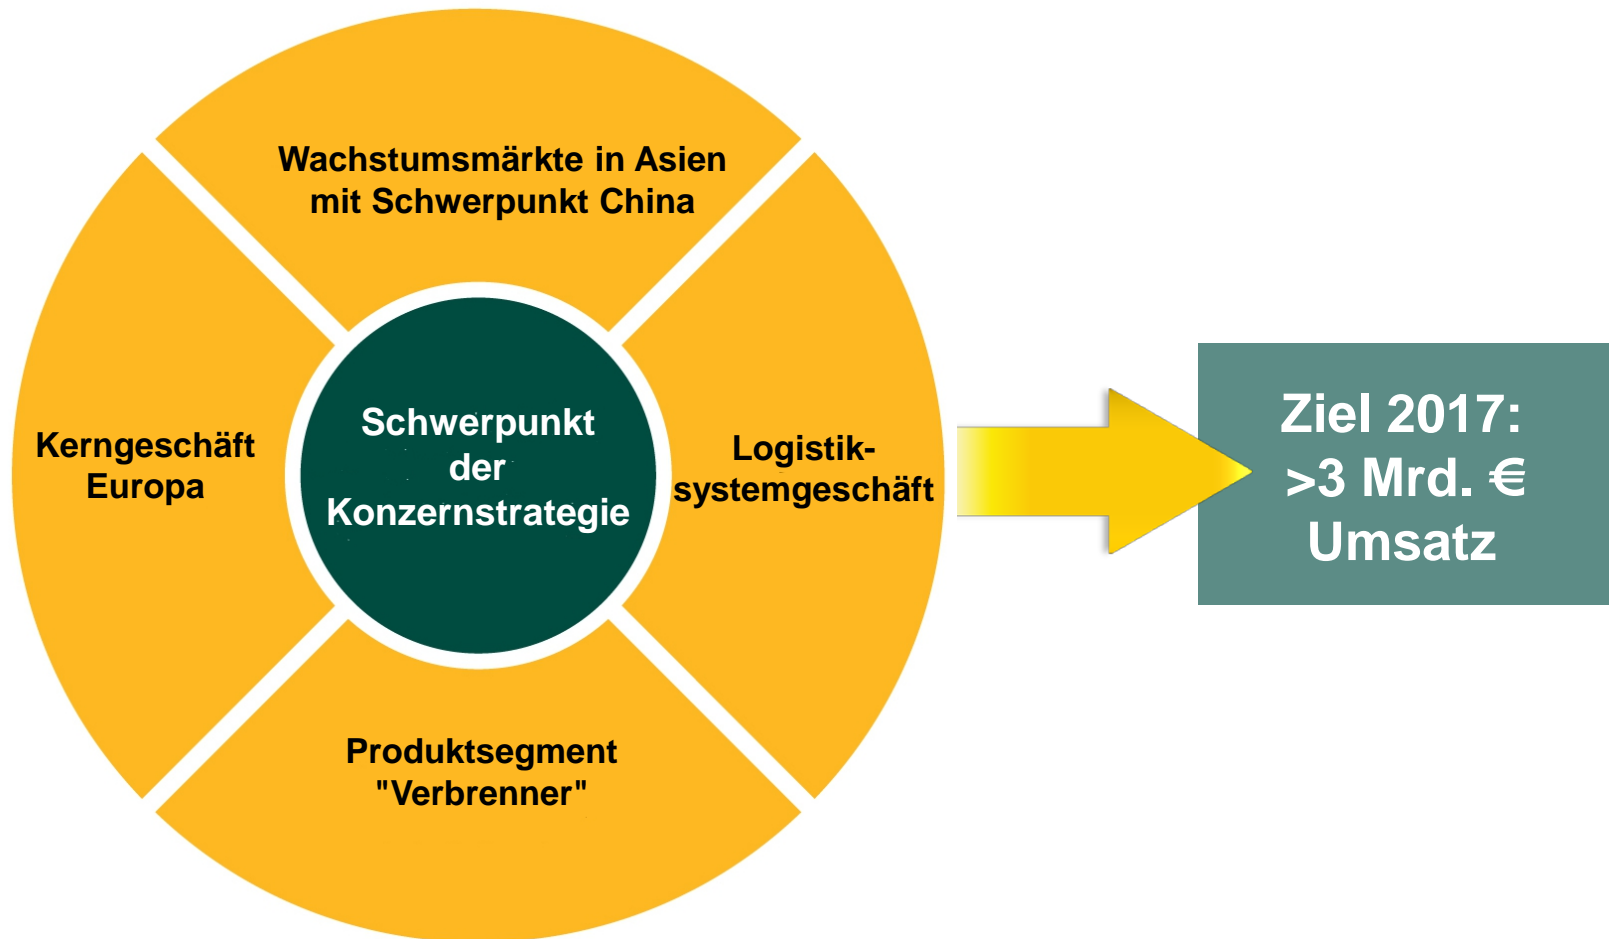 Wachstumsmärkte in Asien
mit Schwerpunkt China
Kerngeschäft
Europa
Schwerpunkt
der
Konzernstrategie
Logistik-
systemgeschäft
Produktsegment
"Verbrenner"
Ziel 2017:
>3 Mrd. €
Umsatz